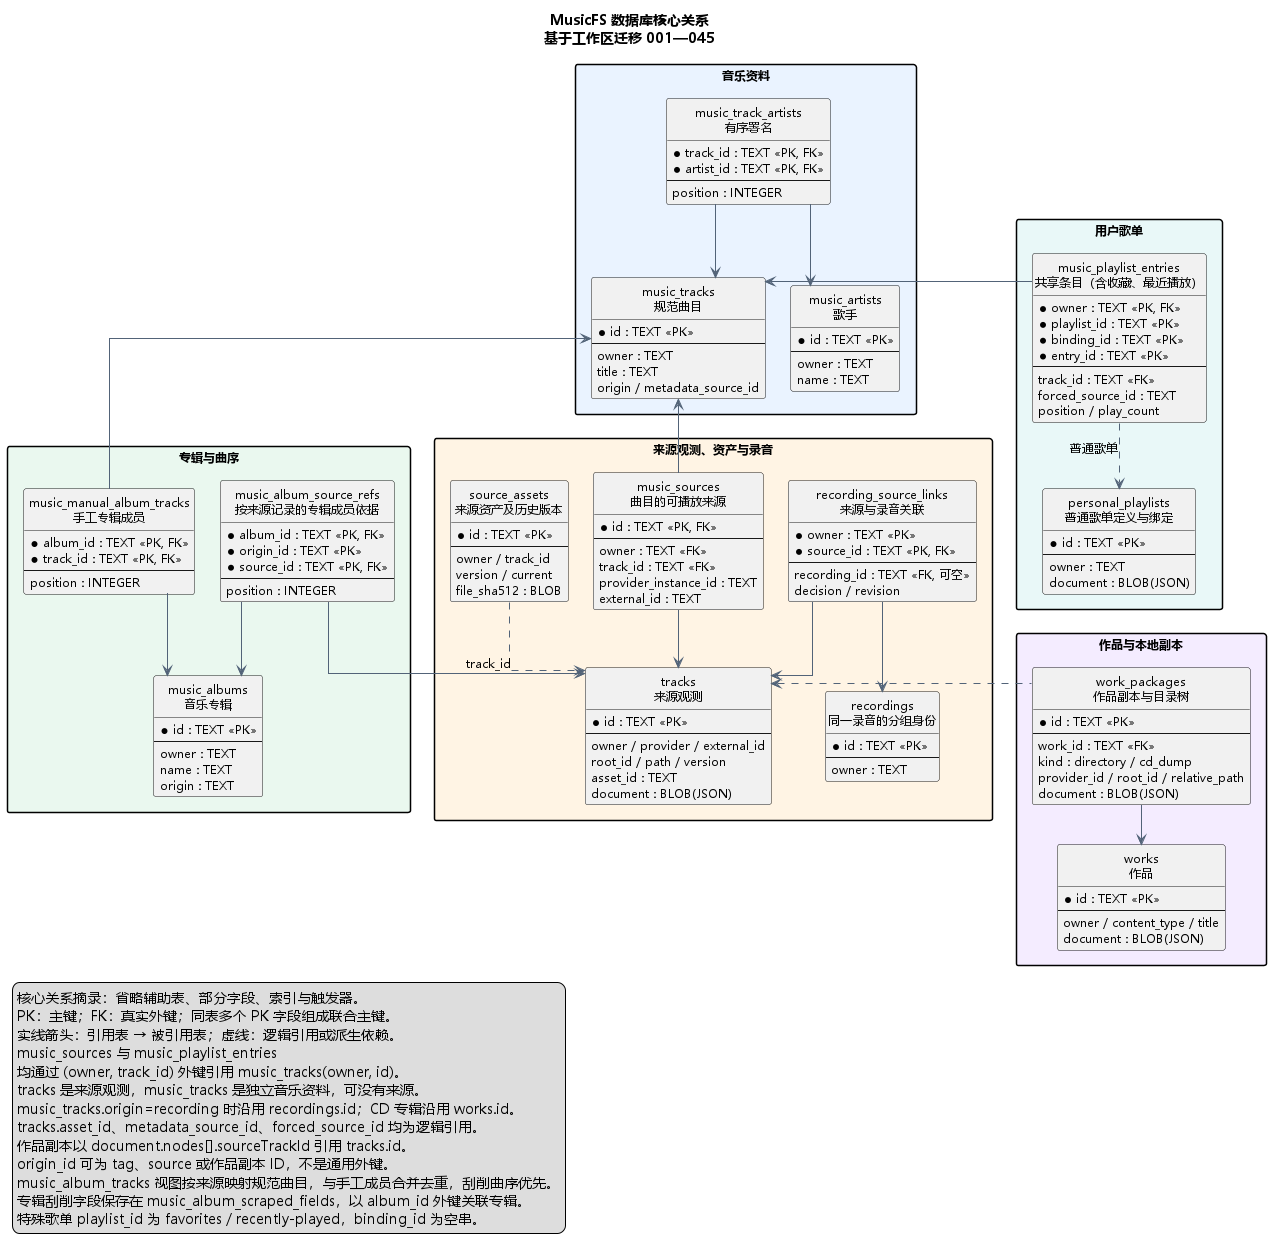 MusicFS 数据库核心关系
基于工作区迁移 001—045
音乐资料
music_track_artists
有序署名
track_id : TEXT «PK, FK»
artist_id : TEXT «PK, FK»
position : INTEGER
music_tracks
规范曲目
id : TEXT «PK»
owner : TEXT
title : TEXT
origin / metadata_source_id
music_artists
歌手
id : TEXT «PK»
owner : TEXT
name : TEXT
用户歌单
music_playlist_entries
共享条目（含收藏、最近播放）
owner : TEXT «PK, FK»
playlist_id : TEXT «PK»
binding_id : TEXT «PK»
entry_id : TEXT «PK»
track_id : TEXT «FK»
forced_source_id : TEXT
position / play_count
普通歌单
personal_playlists
普通歌单定义与绑定
id : TEXT «PK»
owner : TEXT
document : BLOB(JSON)
专辑与曲序
music_manual_album_tracks
手工专辑成员
album_id : TEXT «PK, FK»
track_id : TEXT «PK, FK»
position : INTEGER
music_album_source_refs
按来源记录的专辑成员依据
album_id : TEXT «PK, FK»
origin_id : TEXT «PK»
source_id : TEXT «PK, FK»
position : INTEGER
music_albums
音乐专辑
id : TEXT «PK»
owner : TEXT
name : TEXT
origin : TEXT
来源观测、资产与录音
source_assets
来源资产及历史版本
id : TEXT «PK»
owner / track_id
version / current
file_sha512 : BLOB
music_sources
曲目的可播放来源
id : TEXT «PK, FK»
owner : TEXT «FK»
track_id : TEXT «FK»
provider_instance_id : TEXT
external_id : TEXT
recording_source_links
来源与录音关联
owner : TEXT «PK»
source_id : TEXT «PK, FK»
recording_id : TEXT «FK, 可空»
decision / revision
track_id
tracks
来源观测
id : TEXT «PK»
owner / provider / external_id
root_id / path / version
asset_id : TEXT
document : BLOB(JSON)
recordings
同一录音的分组身份
id : TEXT «PK»
owner : TEXT
作品与本地副本
work_packages
作品副本与目录树
id : TEXT «PK»
work_id : TEXT «FK»
kind : directory / cd_dump
provider_id / root_id / relative_path
document : BLOB(JSON)
works
作品
id : TEXT «PK»
owner / content_type / title
document : BLOB(JSON)
核心关系摘录：省略辅助表、部分字段、索引与触发器。
PK：主键；FK：真实外键；同表多个 PK 字段组成联合主键。
实线箭头：引用表 → 被引用表；虚线：逻辑引用或派生依赖。
music_sources 与 music_playlist_entries
均通过 (owner, track_id) 外键引用 music_tracks(owner, id)。
tracks 是来源观测，music_tracks 是独立音乐资料，可没有来源。
music_tracks.origin=recording 时沿用 recordings.id；CD 专辑沿用 works.id。
tracks.asset_id、metadata_source_id、forced_source_id 均为逻辑引用。
作品副本以 document.nodes[].sourceTrackId 引用 tracks.id。
origin_id 可为 tag、source 或作品副本 ID，不是通用外键。
music_album_tracks 视图按来源映射规范曲目，与手工成员合并去重，刮削曲序优先。
专辑刮削字段保存在 music_album_scraped_fields，以 album_id 外键关联专辑。
特殊歌单 playlist_id 为 favorites / recently-played，binding_id 为空串。